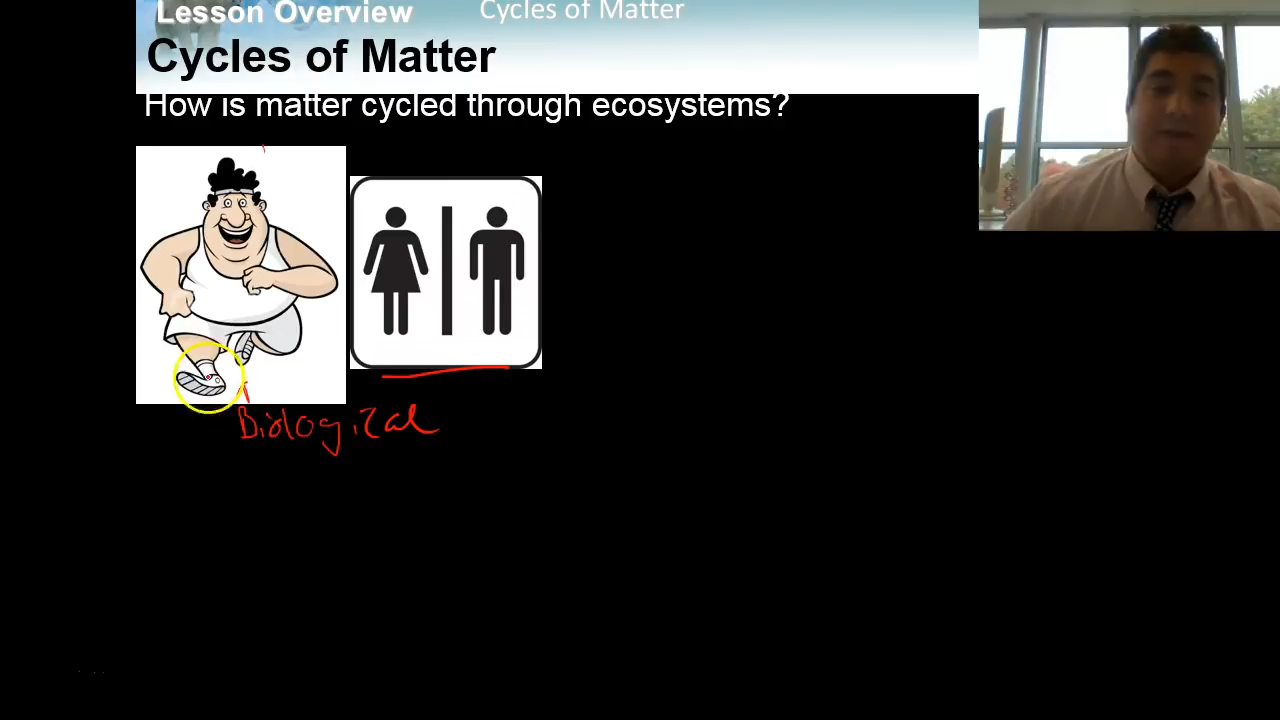 Lesson Overview Cycles of Matter
Cycles of Matter
How is matter cycled through ecosystems?
Biological